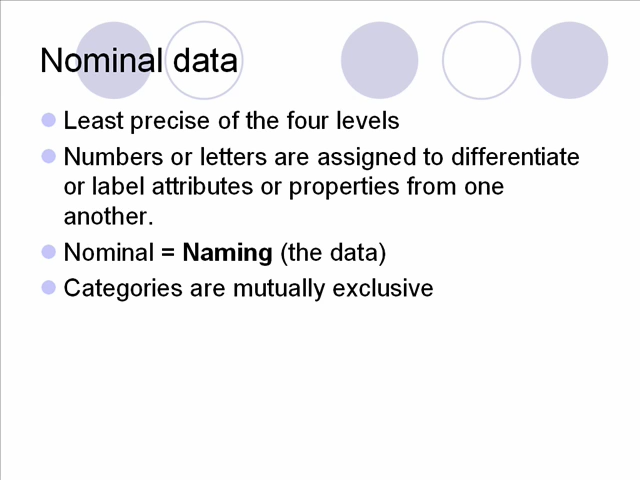 Nominal data
Least precise of the four levels
Numbers or letters are assigned to differentiate
or label attributes or properties from one
another.
Nominal = Naming (the data)
Categories are mutually exclusive